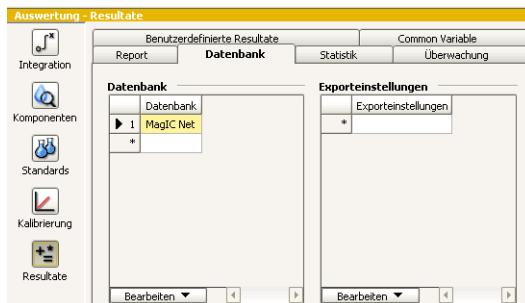 Auswertung - Resultate
Integration
Komponenten
Standards
Kalibrierung
Resultate
Benutzerdefinierte Resultate
Common Variable
Report
Datenbank
Statistik
Überwachung
Datenbank
Datenbank
1 MagIC Net
*
Bearbeiten
Exporteinstellungen
Exporteinstellungen
*
Bearbeiten